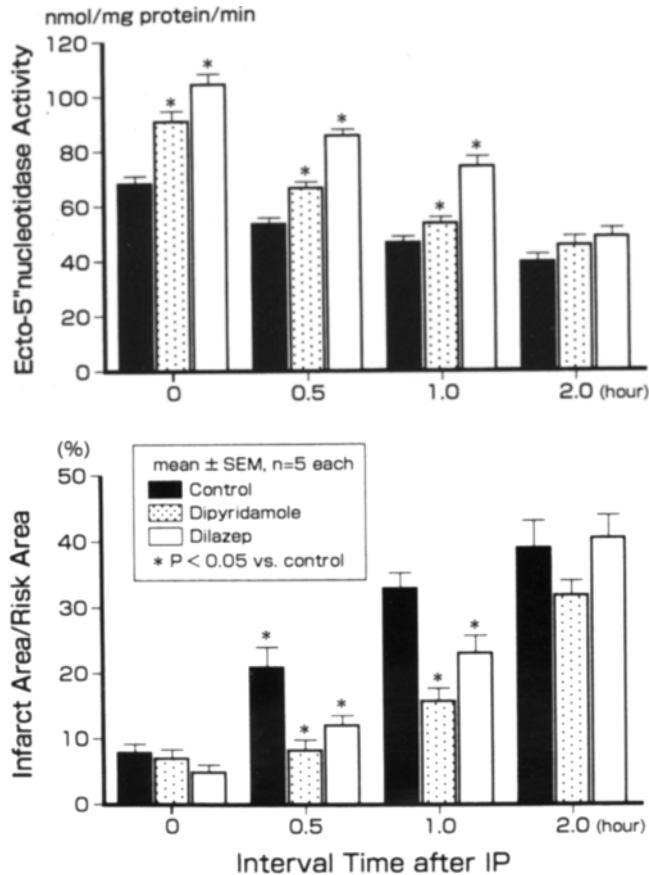 nmol/mg protein/min
Ecto-5"nucleotidase Activity
120
100
80
60
40
20
0
* * * * * *
0 0.5 1.0 2.0 (hour)
(%)
Infarct Area/Risk Area
50
40
30
20
10
0
mean ± SEM, n=5 each
Control
Dipyridamole
Dilazep
* P < 0.05 vs. control
* * * * *
0 0.5 1.0 2.0 (hour)
Interval Time after IP